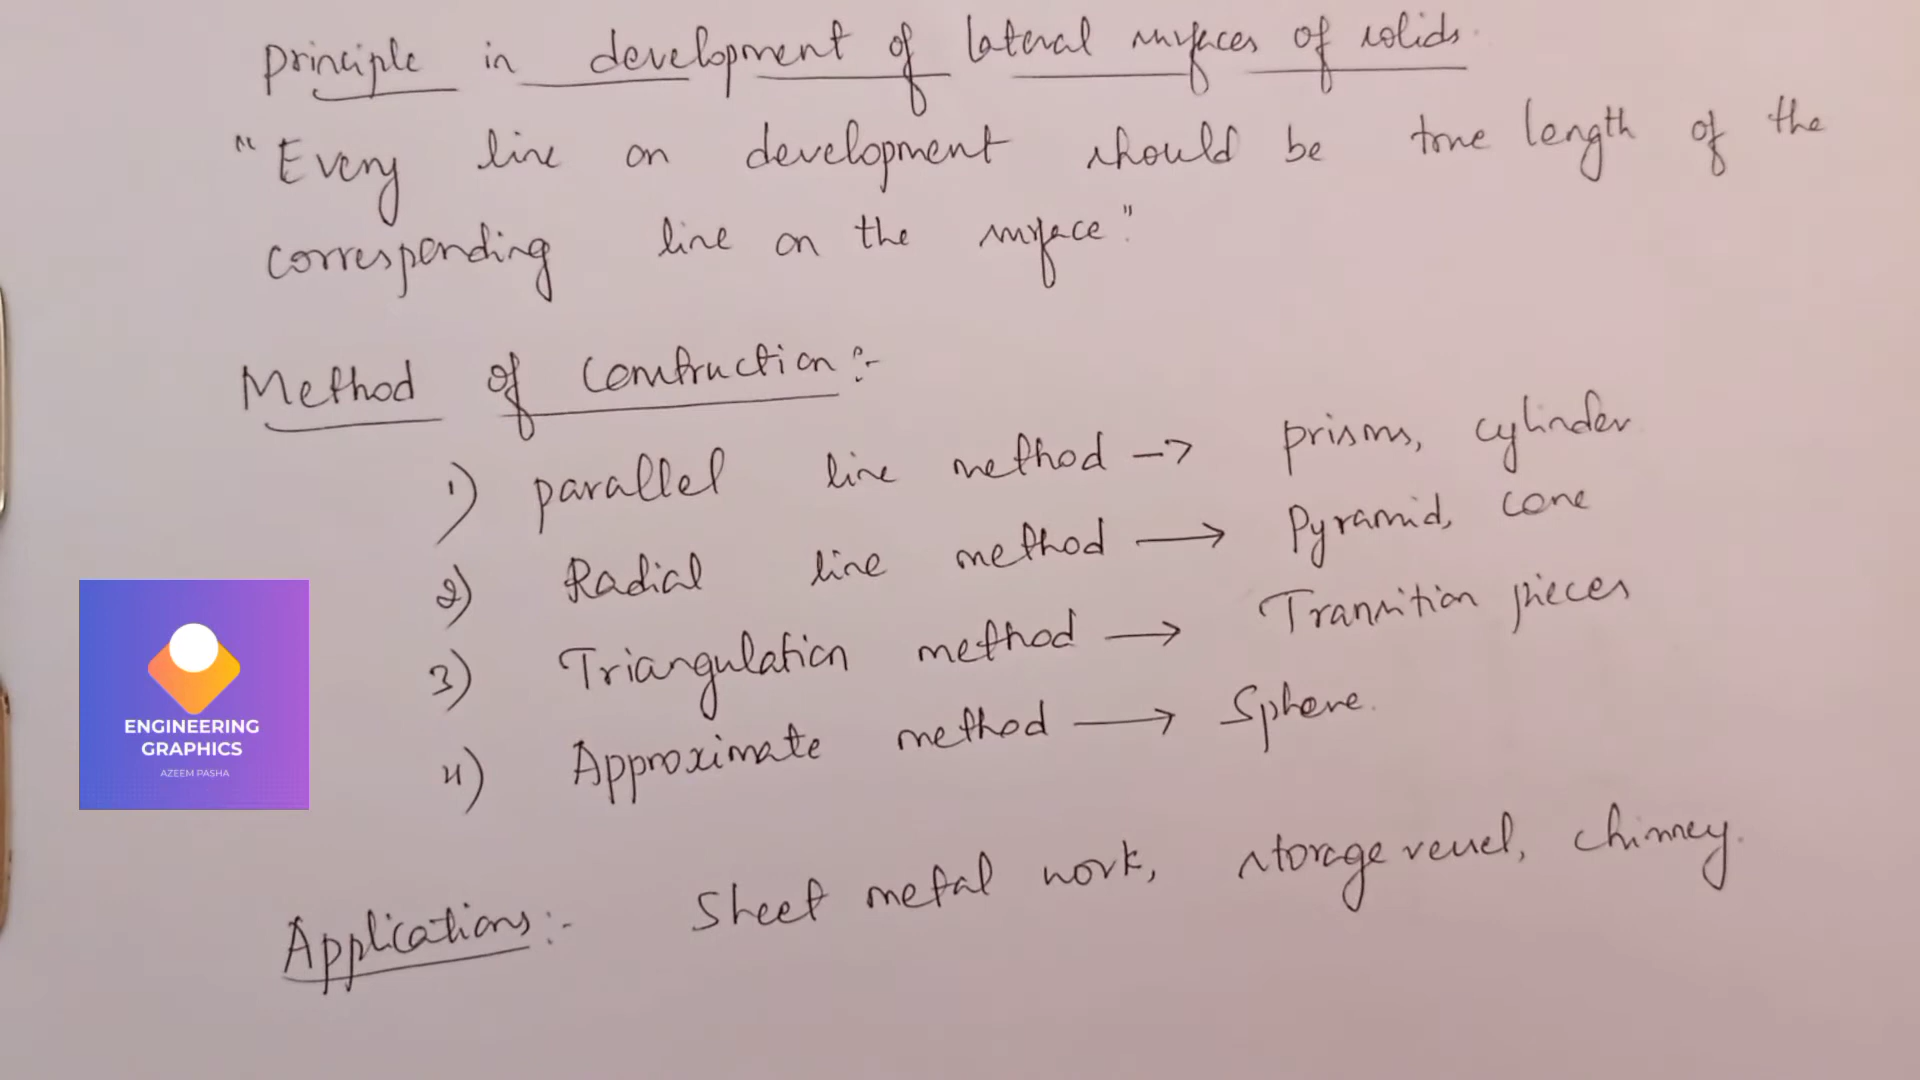 Principle in development of lateral surfaces of solids.
"Every line on development should be true length of the
corresponding line on the surface"
Method of Construction :-
1) parallel line method -> prisms, cylinder
2) Radial line method -> Pyramid, cone
3) Triangulation method -> Transition pieces
4) Approximate method -> Sphere.
Applications :- Sheet metal work, storage vessel, chimney.
ENGINEERING
GRAPHICS
AZEEM PASHA